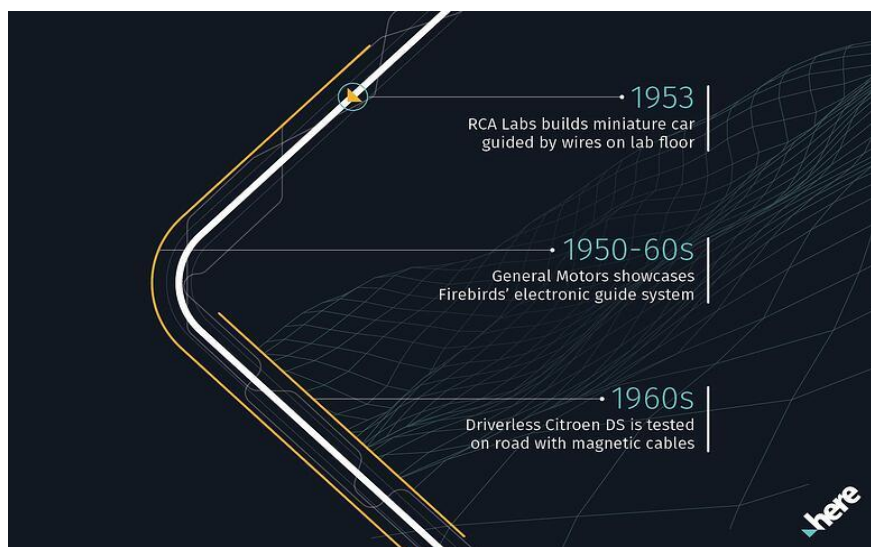 1953
RCA Labs builds miniature car
guided by wires on lab floor
1950-60s
General Motors showcases
Firebirds’ electronic guide system
1960s
Driverless Citroen DS is tested
on road with magnetic cables
here